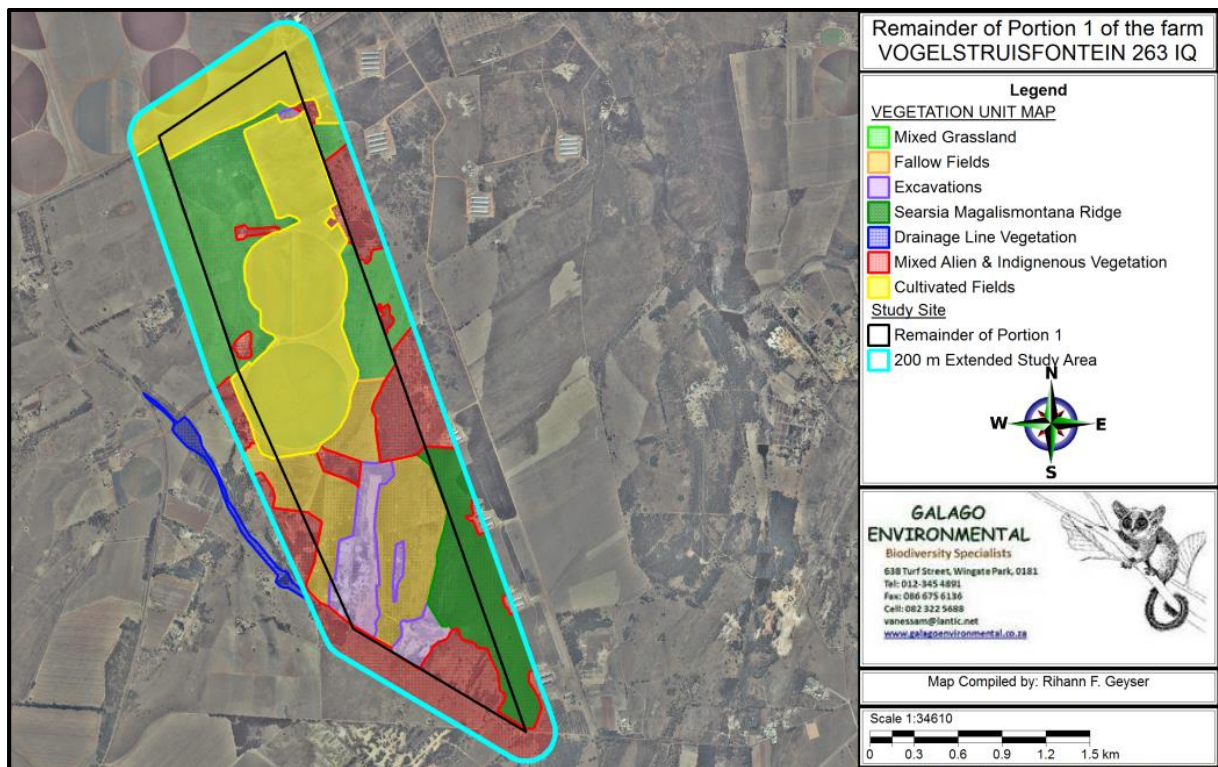 Remainder of Portion 1 of the farm
VOGELSTRUISFONTEIN 263 IQ
Legend
VEGETATION UNIT MAP
Mixed Grassland
Fallow Fields
Excavations
Searsia Magalismontana Ridge
Drainage Line Vegetation
Mixed Alien & Indignenous Vegetation
Cultivated Fields
Study Site
Remainder of Portion 1
200 m Extended Study Area
N
W E
S
GALAGO
ENVIRONMENTAL
Biodiversity Specialists
638 Turf Street, Wingate Park, 0181
Tel: 012-345 4891
Fax: 086 675 6136
Cell: 082 322 5688
vanessam@lantic.net
www.galagoenvironmental.co.za
Map Compiled by: Rihann F. Geyser
Scale 1:34610
0 0.3 0.6 0.9 1.2 1.5 km